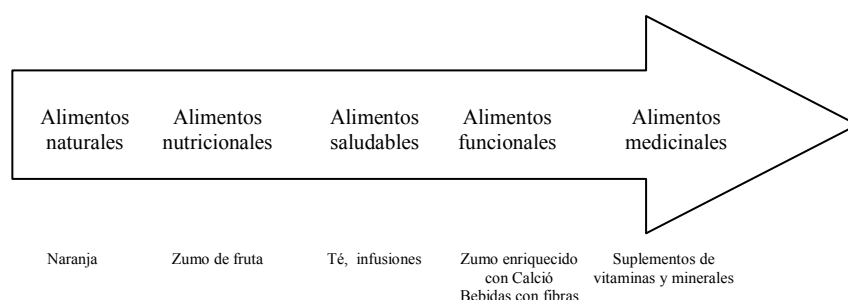 Alimentos naturales
Alimentos nutricionales
Alimentos saludables
Alimentos funcionales
Alimentos medicinales
Naranja
Zumo de fruta
Té, infusiones
Zumo enriquecido
con Calció
Bebidas con fibras
Suplementos de
vitaminas y minerales